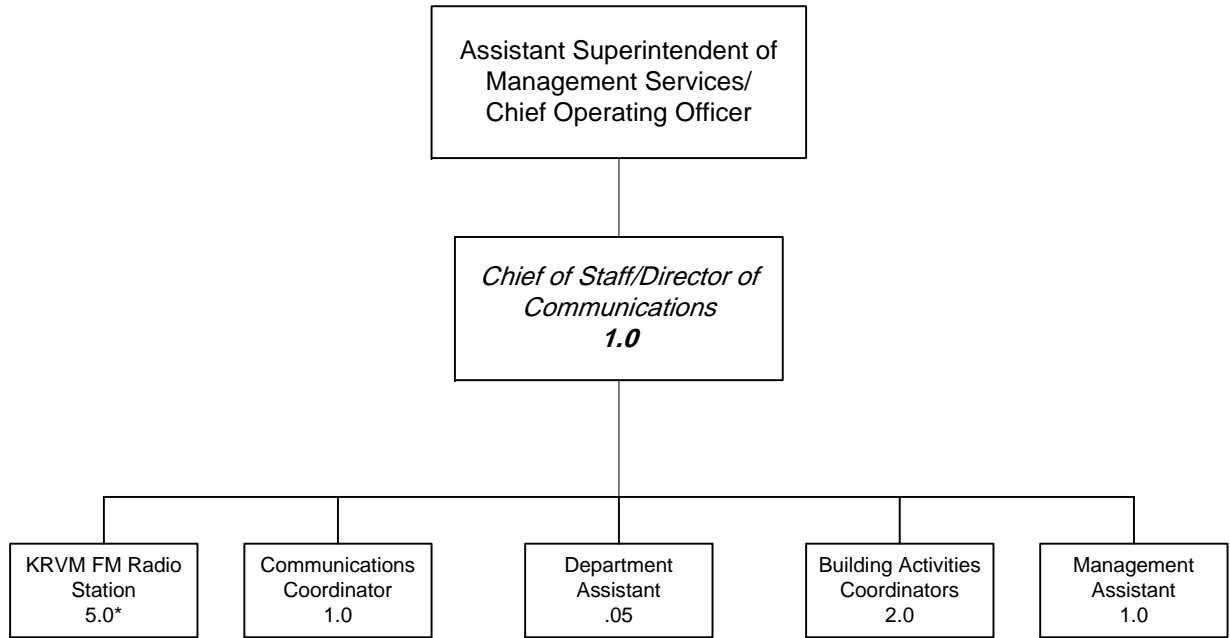 Assistant Superintendent of
Management Services/
Chief Operating Officer
Chief of Staff/Director of
Communications
1.0
KRVM FM Radio
Station
5.0*
Communications
Coordinator
1.0
Department
Assistant
.05
Building Activities
Coordinators
2.0
Management
Assistant
1.0